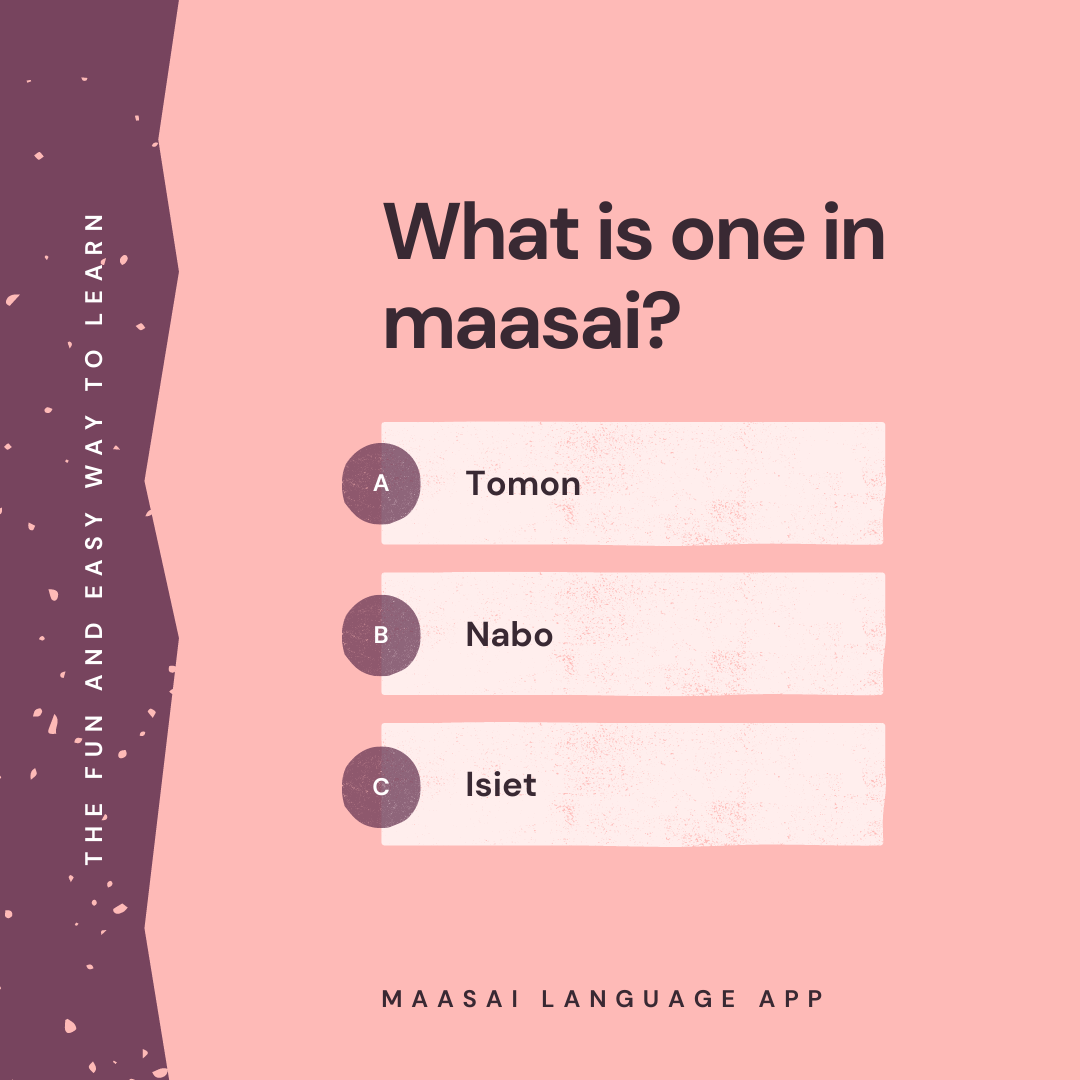 THE FUN AND EASY WAY TO LEARN
What is one in
maasai?
A Tomon
B Nabo
C Isiet
MAASAI LANGUAGE APP